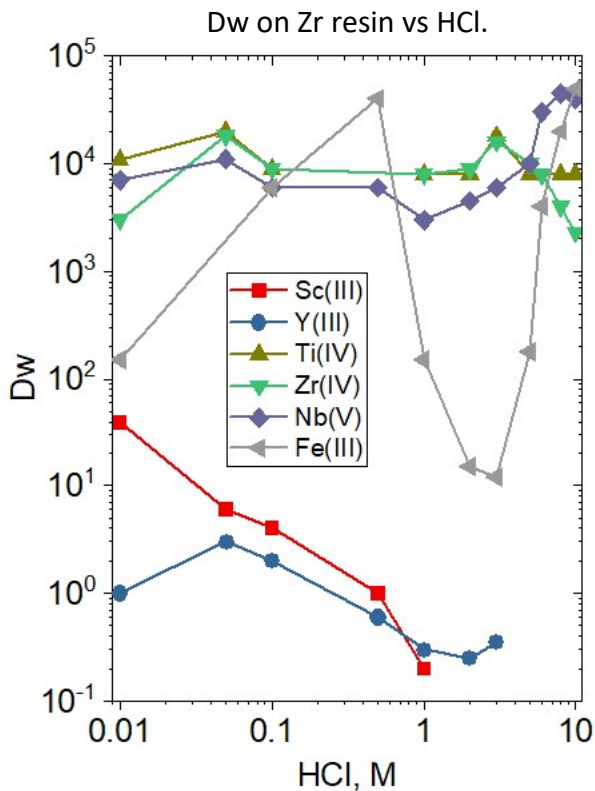 Dw on Zr resin vs HCl.
10^5
10^4
10^3
10^2
10^1
10^0
10^-1
Dw
Sc(III)
Y(III)
Ti(IV)
Zr(IV)
Nb(V)
Fe(III)
0.01 0.1 1 10
HCl, M